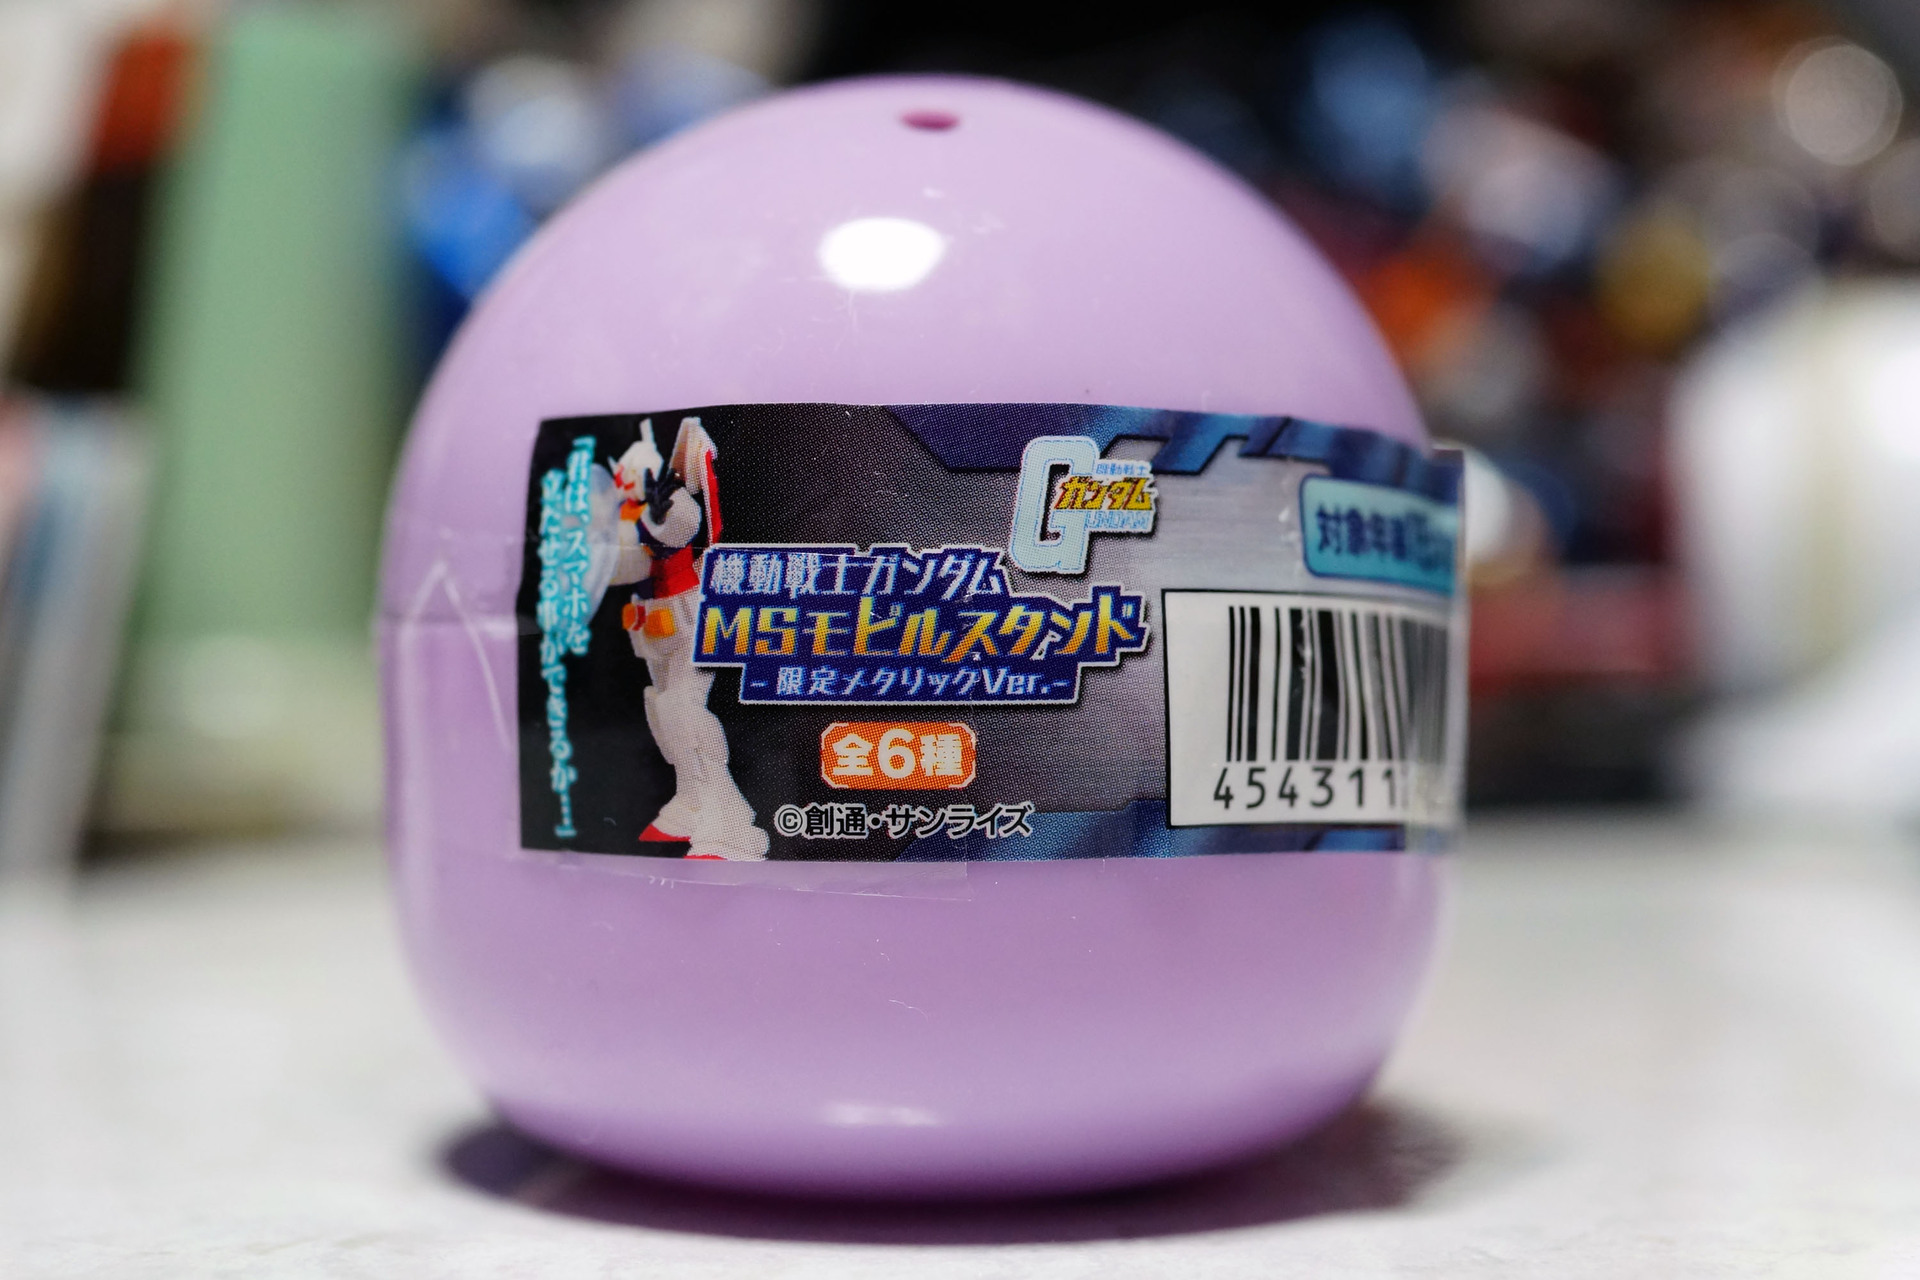 「君は、スマホを
立たせる事ができるか…」
G
機動戦士
ガンダム
GUNDAM
機動戦士ガンダム
MSモビルスタンド
-限定メタリックVer.-
全6種
©創通・サンライズ
対象年齢
454311